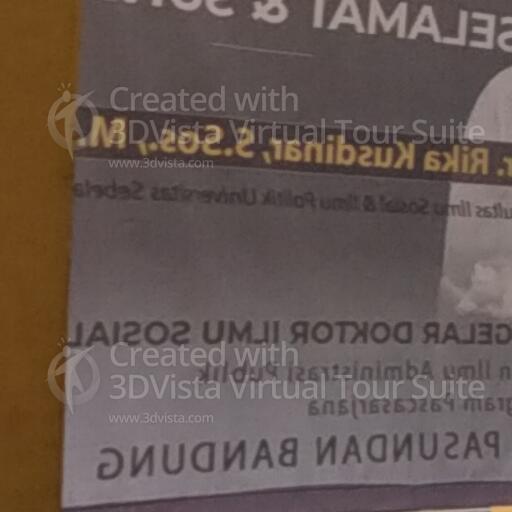 SELAMAT & SU
Created with
3DVista Virtual Tour Suite
www.3dvista.com
r. Rika Kusdinar, S.Sos., M.
ultas Ilmu Sosial & Ilmu Politik Universitas Sebela
GELAR DOKTOR ILMU SOSIAL
Created with
3DVista Virtual Tour Suite
www.3dvista.com
n Ilmu Administrasi Publik
gram Pascasarjana
PASUNDAN BANDUNG